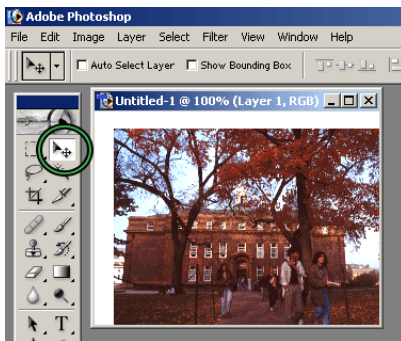 Adobe Photoshop
File Edit Image Layer Select Filter View Window Help
Auto Select Layer Show Bounding Box
Untitled-1 @ 100% (Layer 1, RGB)
T